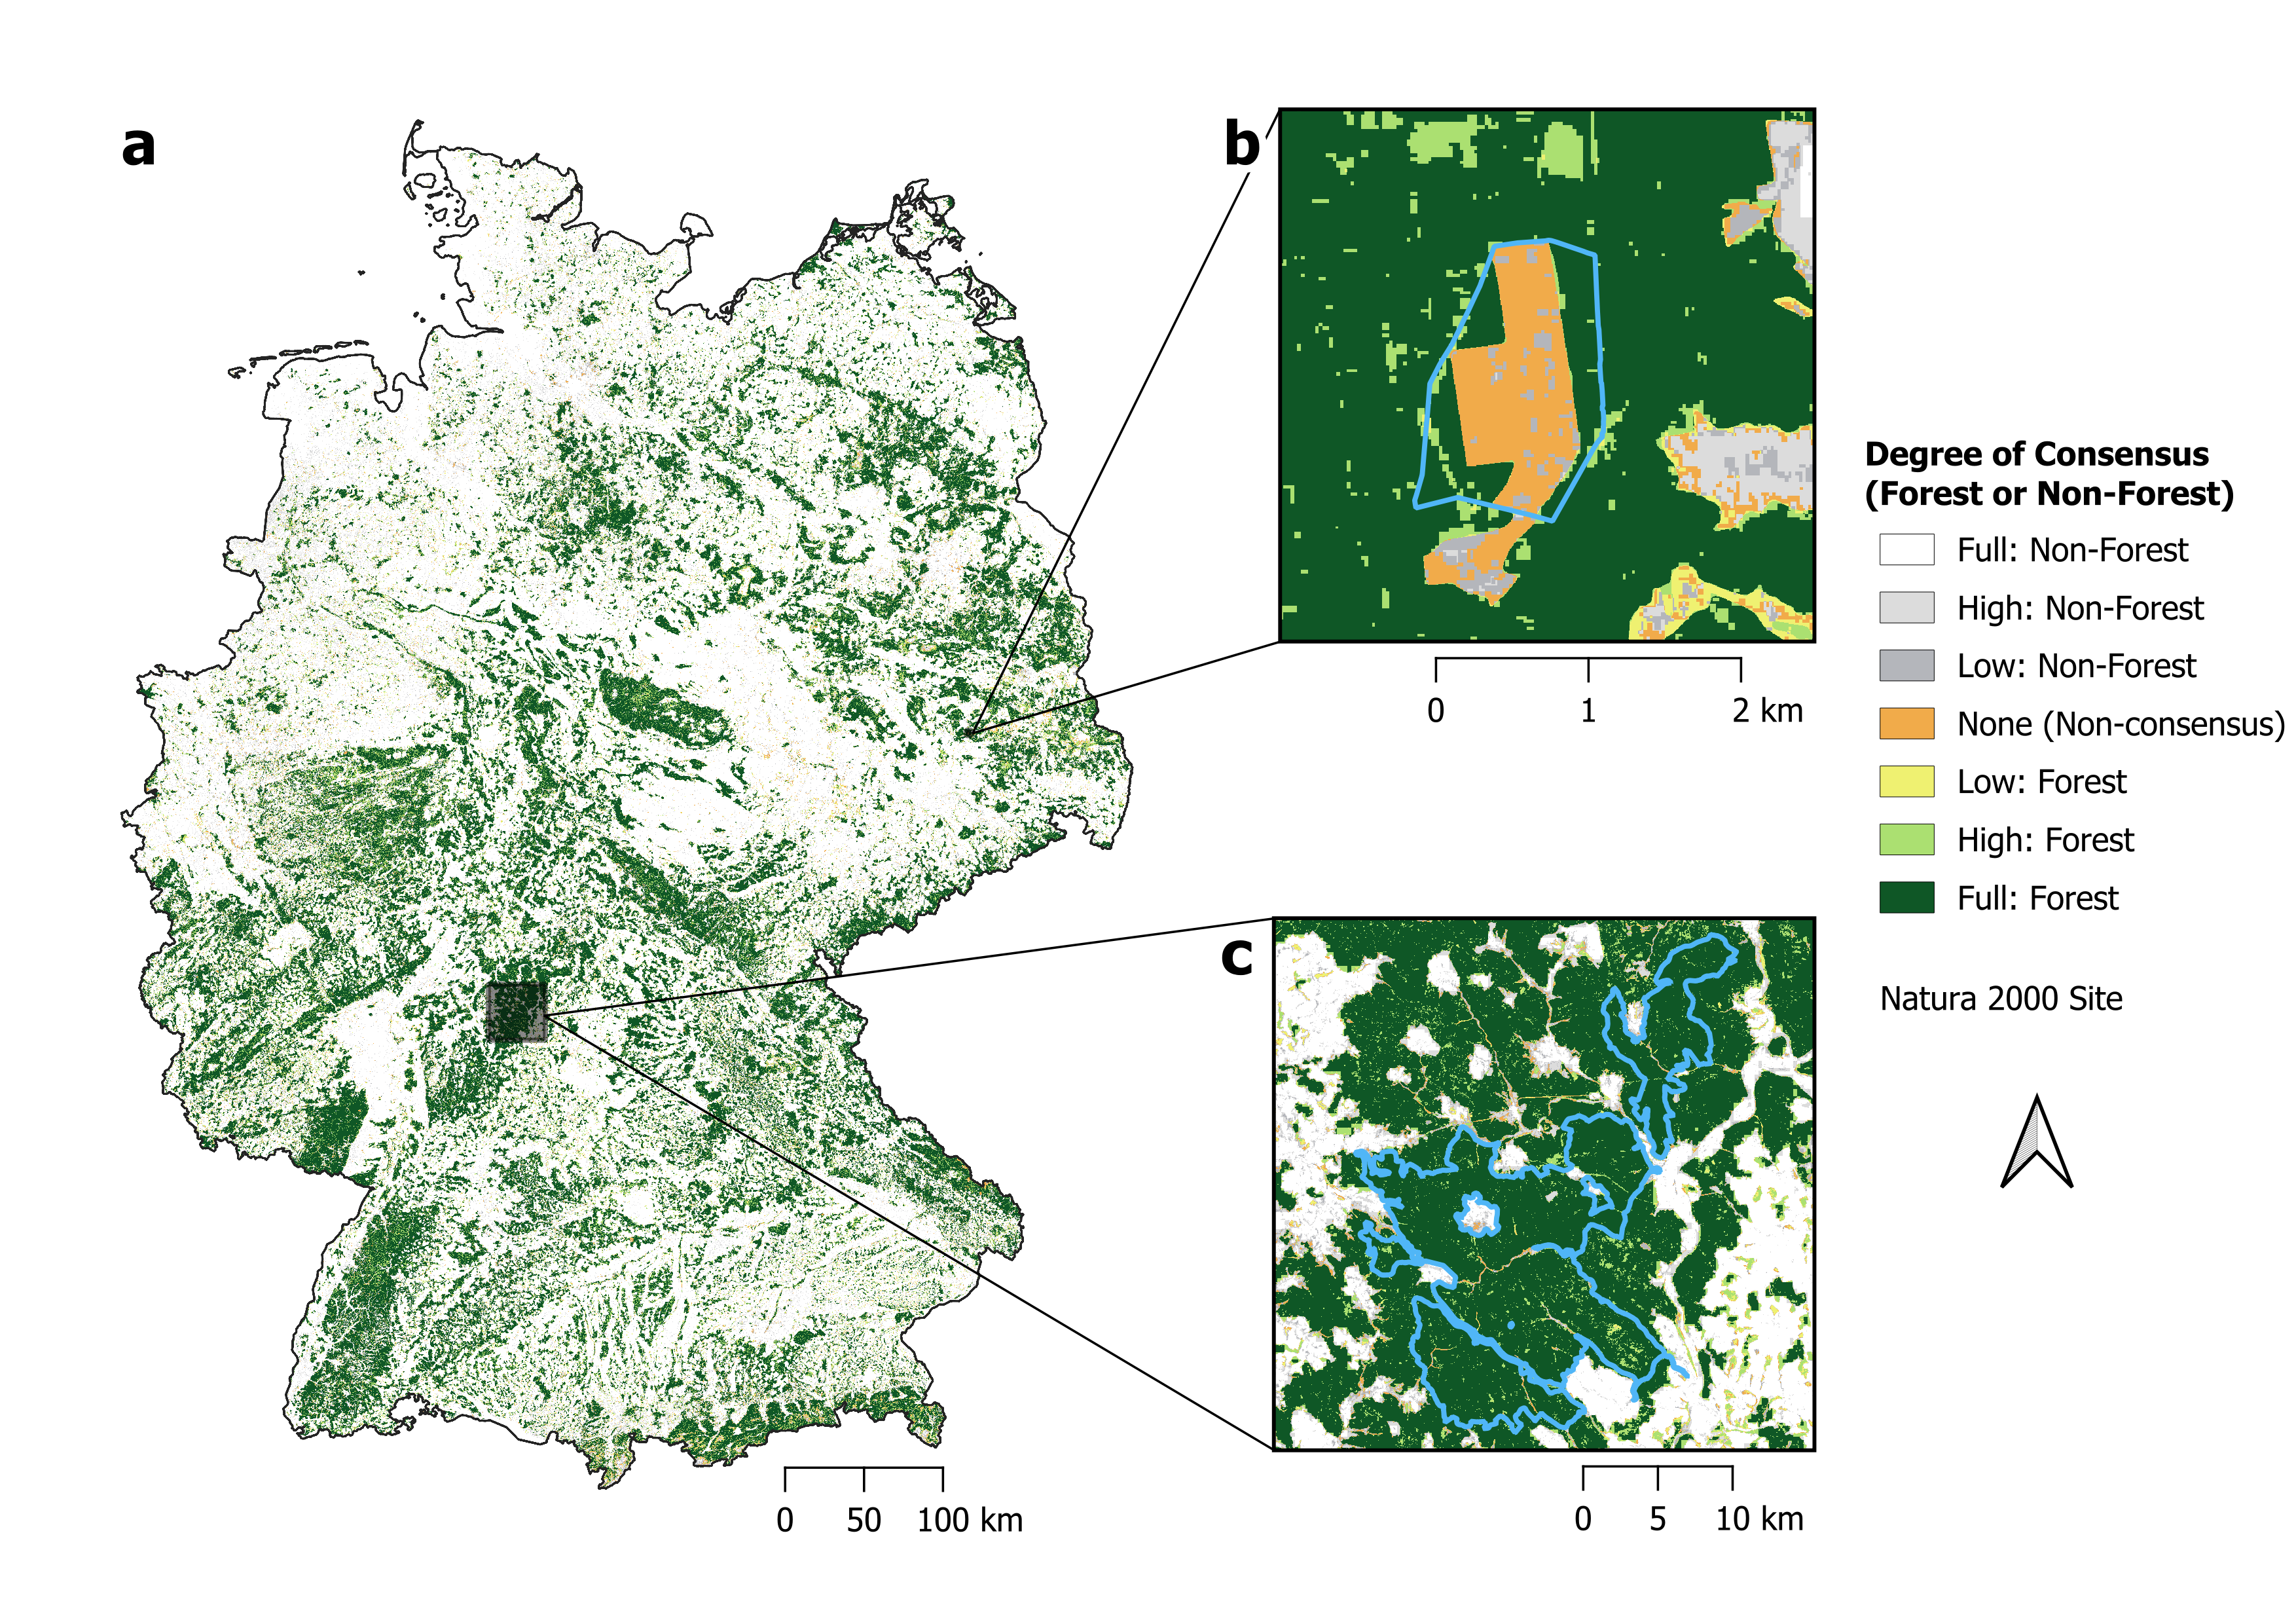 a
b
Degree of Consensus
(Forest or Non-Forest)
Full: Non-Forest
High: Non-Forest
Low: Non-Forest
None (Non-consensus)
Low: Forest
High: Forest
Full: Forest
Natura 2000 Site
0 1 2 km
c
0 50 100 km
0 5 10 km